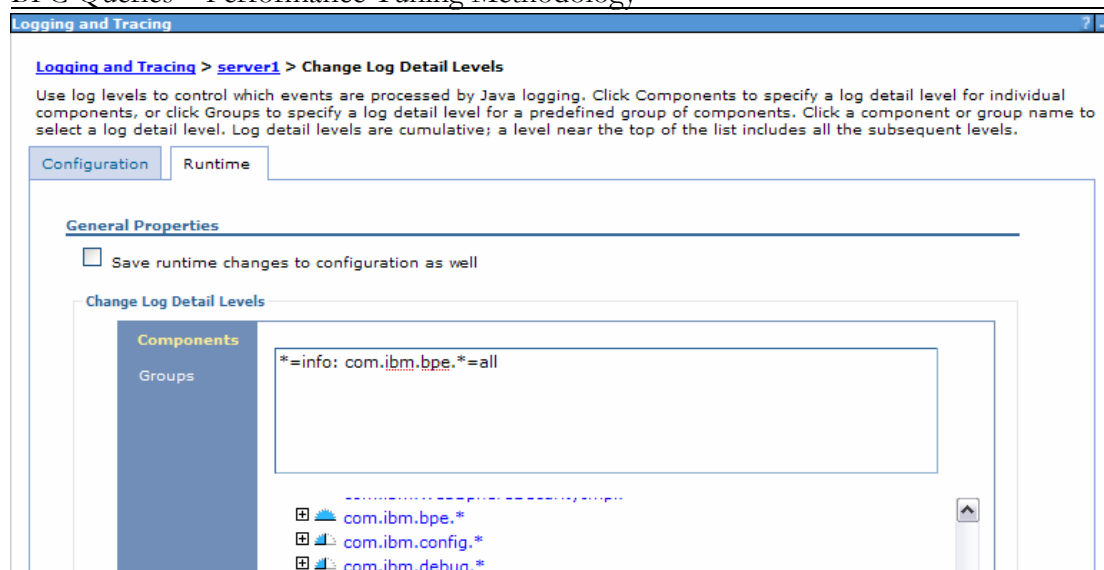 BPC Queries – Performance Tuning Methodology
Logging and Tracing ? -
Logging and Tracing > server1 > Change Log Detail Levels
Use log levels to control which events are processed by Java logging. Click Components to specify a log detail level for individual
components, or click Groups to specify a log detail level for a predefined group of components. Click a component or group name to
select a log detail level. Log detail levels are cumulative; a level near the top of the list includes all the subsequent levels.
Configuration Runtime
General Properties
Save runtime changes to configuration as well
Change Log Detail Levels
Components
*=info: com.ibm.bpe.*=all
Groups
com.ibm.bpe.*
com.ibm.config.*
com.ibm.debug.*